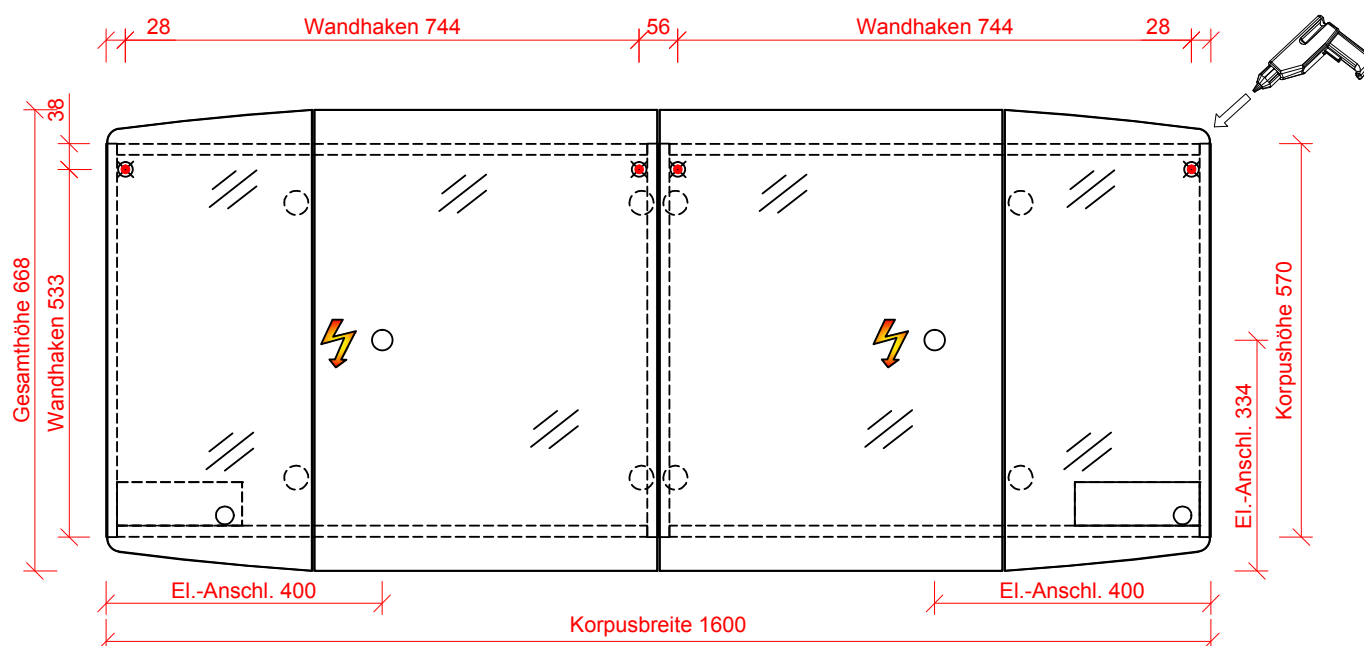 28
Wandhaken 744
56
Wandhaken 744
28
38
Gesamthöhe 668
Wandhaken 533
El.-Anschl. 334
Korpushöhe 570
El.-Anschl. 400
El.-Anschl. 400
Korpusbreite 1600